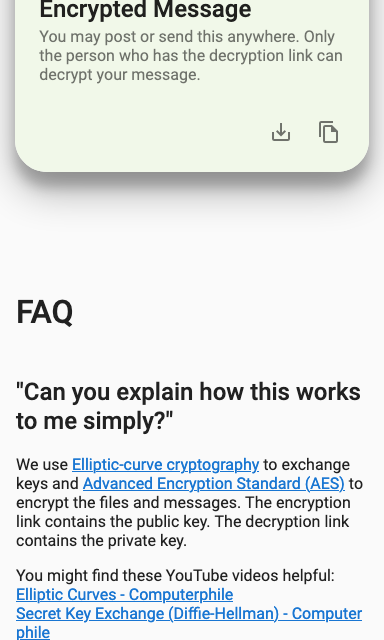 Encrypted Message
You may post or send this anywhere. Only
the person who has the decryption link can
decrypt your message.
FAQ
"Can you explain how this works
to me simply?"
We use Elliptic-curve cryptography to exchange
keys and Advanced Encryption Standard (AES) to
encrypt the files and messages. The encryption
link contains the public key. The decryption link
contains the private key.
You might find these YouTube videos helpful:
Elliptic Curves - Computerphile
Secret Key Exchange (Diffie-Hellman) - Computer
phile